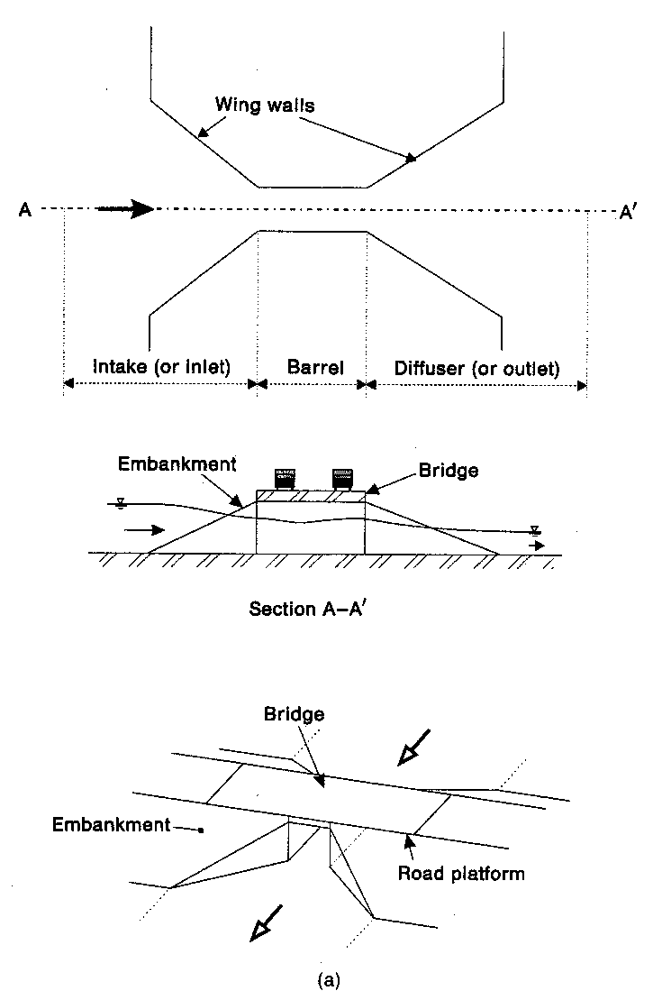 Wing walls
A
A′
Intake (or inlet)
Barrel
Diffuser (or outlet)
Embankment
Bridge
Section A–A′
Bridge
Embankment
Road platform
(a)